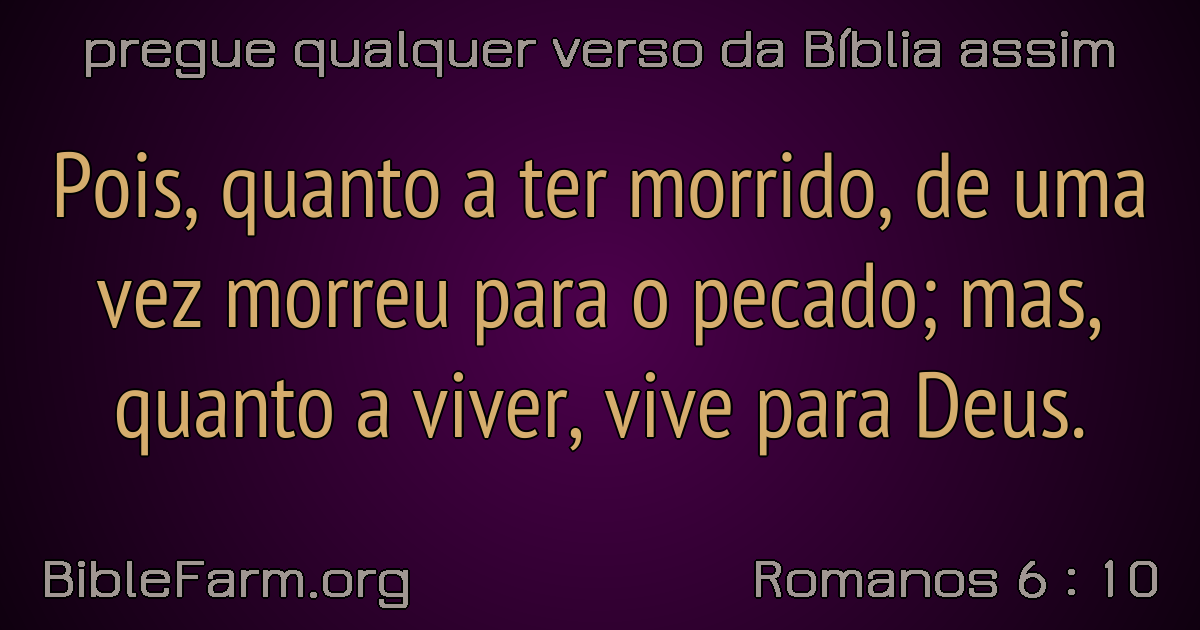 pregue qualquer verso da Bíblia assim
Pois, quanto a ter morrido, de uma
vez morreu para o pecado; mas,
quanto a viver, vive para Deus.
BibleFarm.org
Romanos 6 : 10